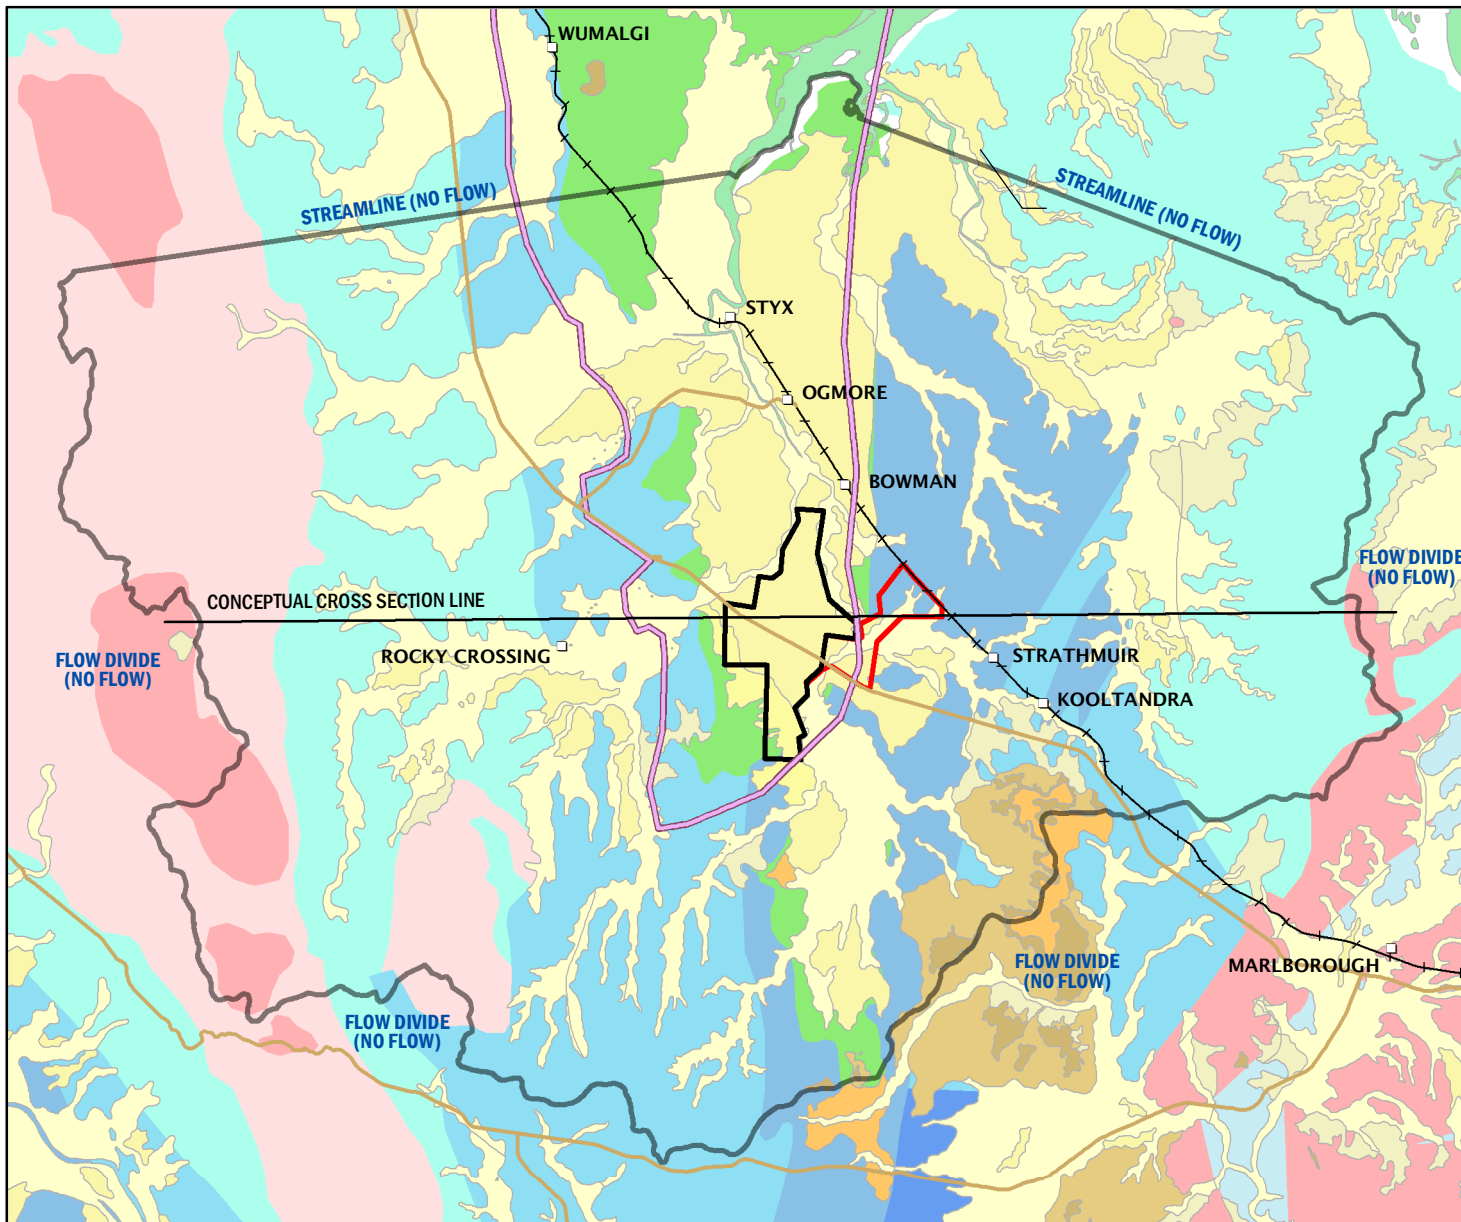 WUMALGI
STREAMLINE (NO FLOW)
STREAMLINE (NO FLOW)
STYX
OGMORE
BOWMAN
FLOW DIVIDE
(NO FLOW)
CONCEPTUAL CROSS SECTION LINE
ROCKY CROSSING
STRATHMUIR
FLOW DIVIDE
(NO FLOW)
KOOLTANDRA
FLOW DIVIDE
(NO FLOW)
MARLBOROUGH
FLOW DIVIDE
(NO FLOW)